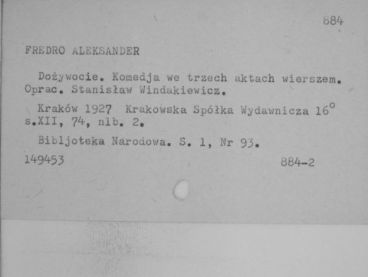 884
FREDRO ALEKSANDER
Dożywocie. Komedja we trzech aktach wierszem.
Oprac. Stanisław Windakiewicz.
Kraków 1927 Krakowska Spółka Wydawnicza 16°
s.XII, 74, nlb. 2.
Bibljoteka Narodowa. S. 1, Nr 93.
149453 884-2